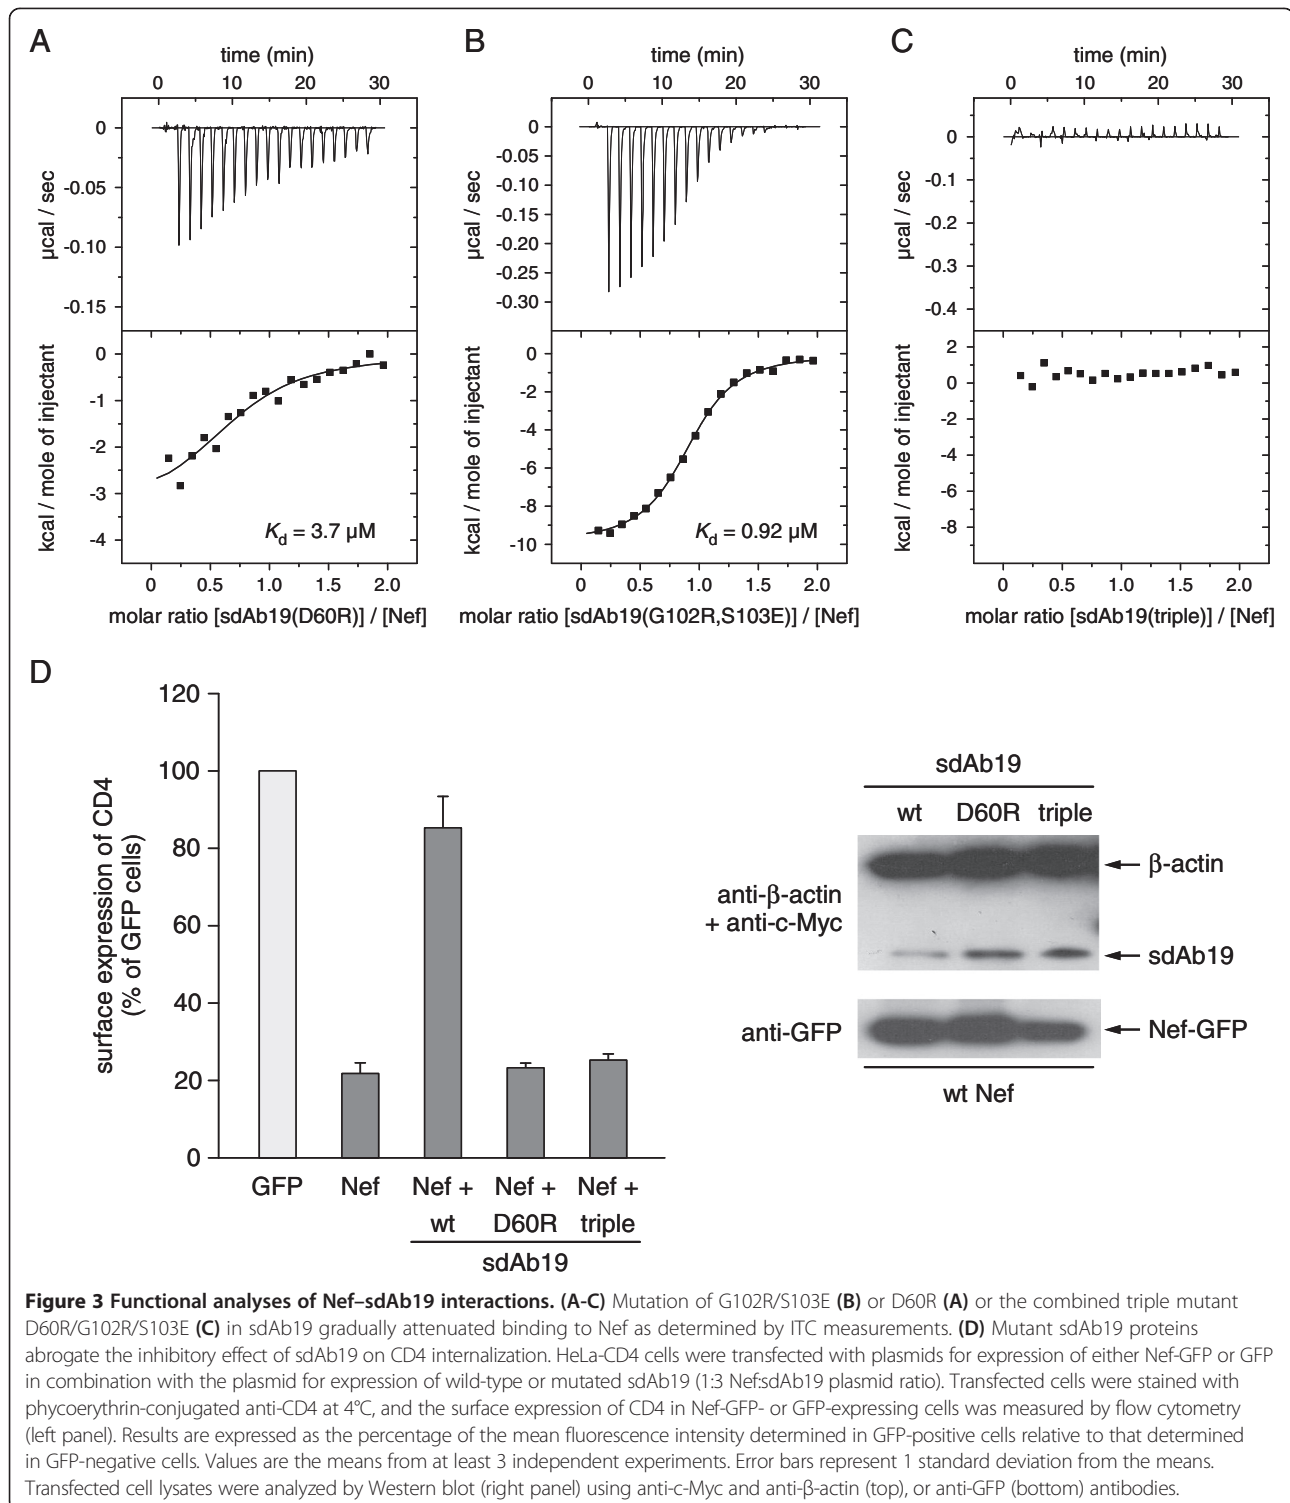 A
time (min)
0 10 20 30
0
-0.05
-0.10
-0.15
µcal / sec
0
-1
-2
-3
-4
kcal / mole of injectant
Kd = 3.7 µM
0 0.5 1.0 1.5 2.0
molar ratio [sdAb19(D60R)] / [Nef]
B
time (min)
0 10 20 30
0
-0.05
-0.10
-0.15
-0.20
-0.25
-0.30
µcal / sec
0
-2
-4
-6
-8
-10
kcal / mole of injectant
Kd = 0.92 µM
0 0.5 1.0 1.5 2.0
molar ratio [sdAb19(G102R,S103E)] / [Nef]
C
time (min)
0 10 20 30
0
-0.1
-0.2
-0.3
-0.4
µcal / sec
2
0
-2
-4
-6
-8
kcal / mole of injectant
0 0.5 1.0 1.5 2.0
molar ratio [sdAb19(triple)] / [Nef]
D
120
100
80
60
40
20
0
surface expression of CD4
(% of GFP cells)
GFP Nef Nef + Nef + Nef +
wt D60R triple
sdAb19
sdAb19
wt D60R triple
β-actin
anti-β-actin
+ anti-c-Myc
sdAb19
anti-GFP
Nef-GFP
wt Nef
Figure 3 Functional analyses of Nef–sdAb19 interactions. (A-C) Mutation of G102R/S103E (B) or D60R (A) or the combined triple mutant
D60R/G102R/S103E (C) in sdAb19 gradually attenuated binding to Nef as determined by ITC measurements. (D) Mutant sdAb19 proteins
abrogate the inhibitory effect of sdAb19 on CD4 internalization. HeLa-CD4 cells were transfected with plasmids for expression of either Nef-GFP or GFP
in combination with the plasmid for expression of wild-type or mutated sdAb19 (1:3 Nef:sdAb19 plasmid ratio). Transfected cells were stained with
phycoerythrin-conjugated anti-CD4 at 4°C, and the surface expression of CD4 in Nef-GFP- or GFP-expressing cells was measured by flow cytometry
(left panel). Results are expressed as the percentage of the mean fluorescence intensity determined in GFP-positive cells relative to that determined
in GFP-negative cells. Values are the means from at least 3 independent experiments. Error bars represent 1 standard deviation from the means.
Transfected cell lysates were analyzed by Western blot (right panel) using anti-c-Myc and anti-β-actin (top), or anti-GFP (bottom) antibodies.